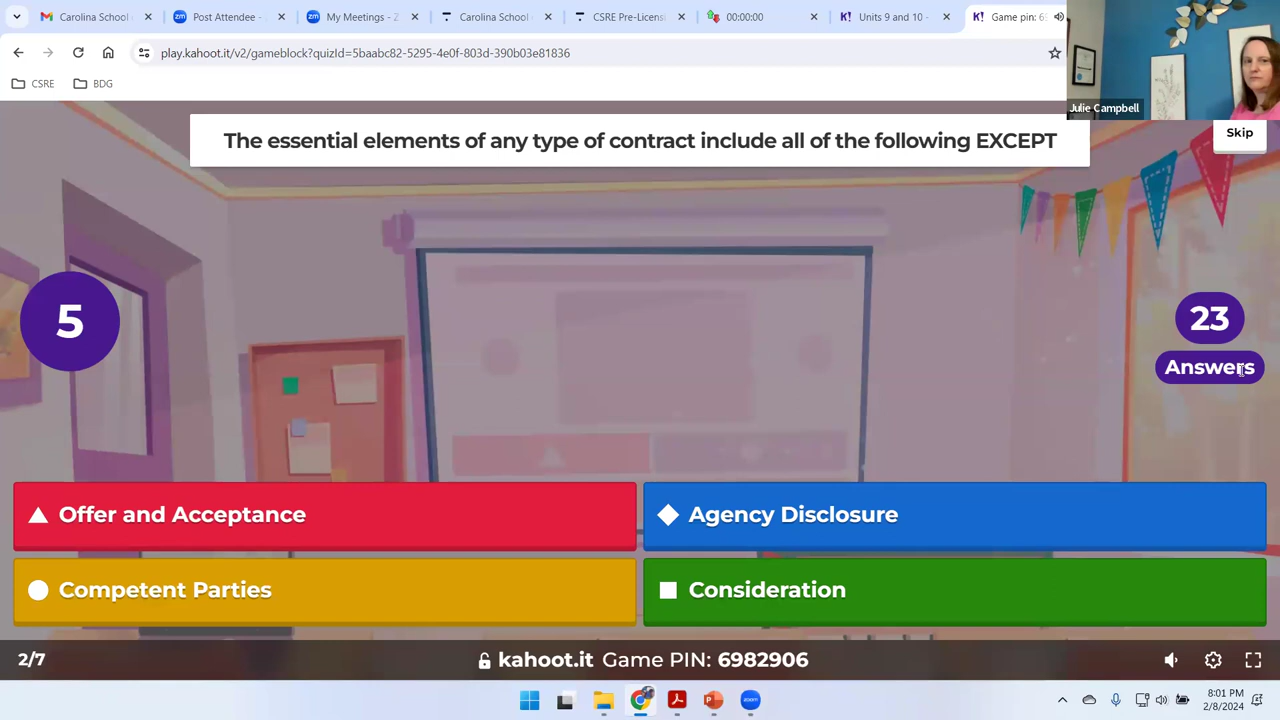 Carolina School
Post Attendee -
My Meetings - Z
Carolina School
CSRE Pre-Licens
00:00:00
Units 9 and 10 -
Game pin: 6
play.kahoot.it/v2/gameblock?quizId=5baabc82-5295-4e0f-803d-390b03e81836
CSRE
BDG
Julie Campbell
The essential elements of any type of contract include all of the following EXCEPT
Skip
5
23
Answers
Offer and Acceptance
Agency Disclosure
Competent Parties
Consideration
2/7
kahoot.it Game PIN: 6982906
8:01 PM
2/8/2024